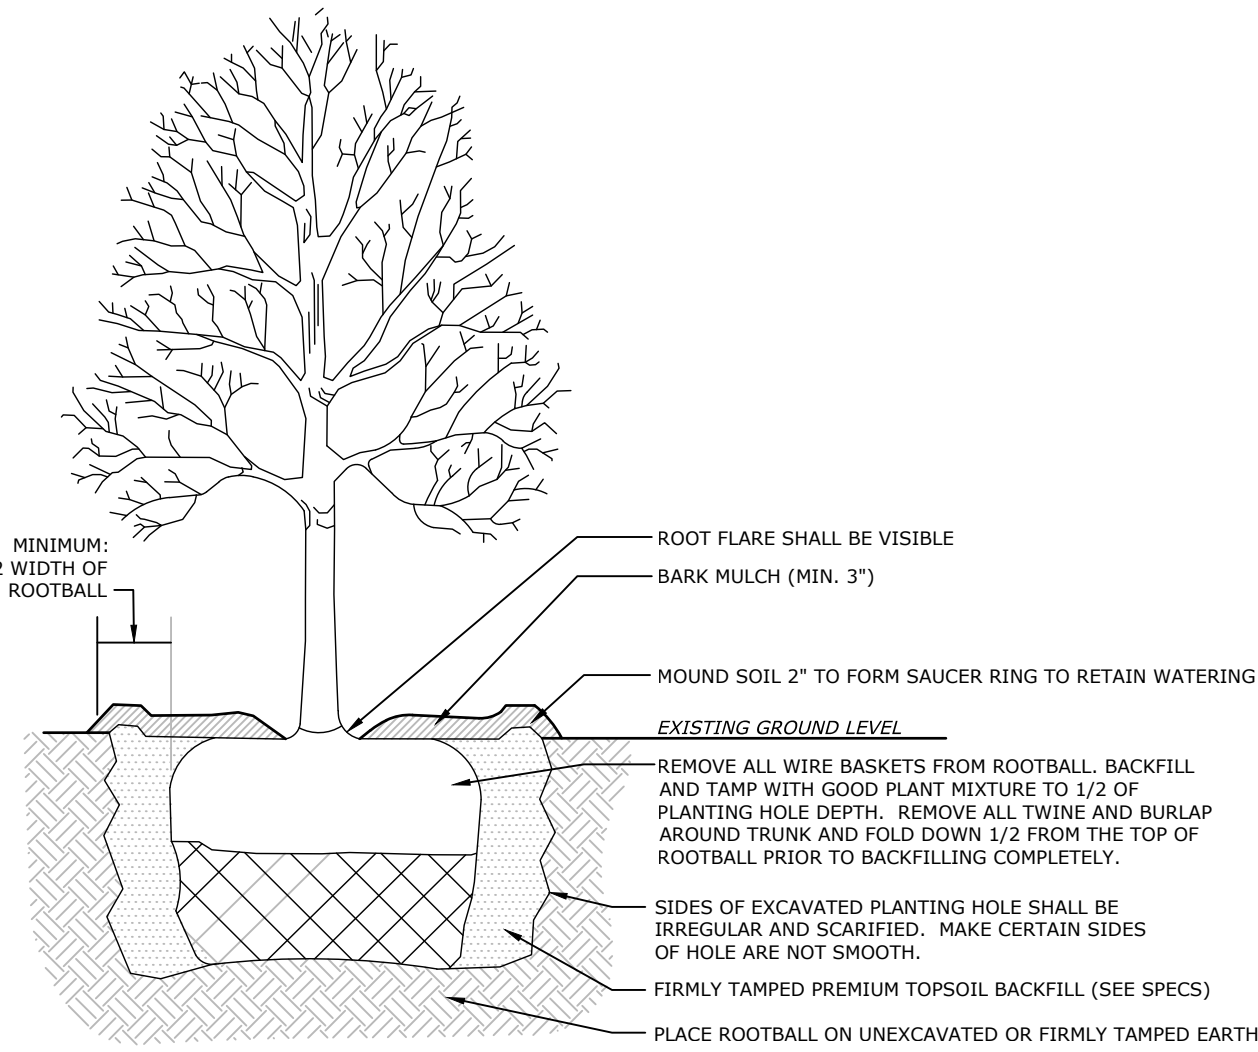 MINIMUM:
2 WIDTH OF
ROOTBALL
ROOT FLARE SHALL BE VISIBLE
BARK MULCH (MIN. 3")
MOUND SOIL 2" TO FORM SAUCER RING TO RETAIN WATERING
EXISTING GROUND LEVEL
REMOVE ALL WIRE BASKETS FROM ROOTBALL. BACKFILL
AND TAMP WITH GOOD PLANT MIXTURE TO 1/2 OF
PLANTING HOLE DEPTH. REMOVE ALL TWINE AND BURLAP
AROUND TRUNK AND FOLD DOWN 1/2 FROM THE TOP OF
ROOTBALL PRIOR TO BACKFILLING COMPLETELY.
SIDES OF EXCAVATED PLANTING HOLE SHALL BE
IRREGULAR AND SCARIFIED. MAKE CERTAIN SIDES
OF HOLE ARE NOT SMOOTH.
FIRMLY TAMPED PREMIUM TOPSOIL BACKFILL (SEE SPECS)
PLACE ROOTBALL ON UNEXCAVATED OR FIRMLY TAMPED EARTH